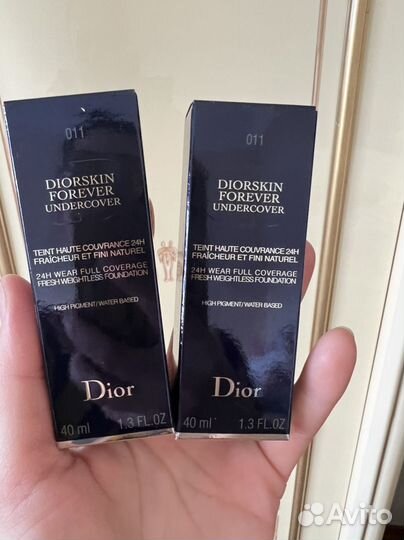 011
DIORSKIN
FOREVER
UNDERCOVER
TEINT HAUTE COUVRANCE 24H
FRAÎCHEUR ET FINI NATUREL
24H WEAR FULL COVERAGE
FRESH WEIGHTLESS FOUNDATION
HIGH PIGMENT/WATER BASED
Dior
40 ml 1.3 FL.OZ
011
DIORSKIN
FOREVER
UNDERCOVER
TEINT HAUTE COUVRANCE 24H
FRAÎCHEUR ET FINI NATUREL
24H WEAR FULL COVERAGE
FRESH WEIGHTLESS FOUNDATION
HIGH PIGMENT/WATER BASED
Dior
40 ml 1.3 FL.OZ
Avito